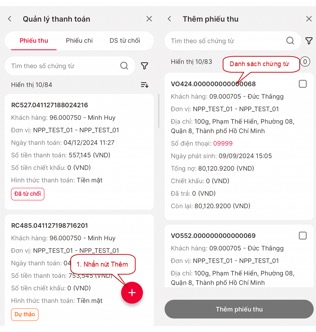 Quản lý thanh toán
Phiếu thu
Phiếu chi
DS từ chối
Tìm theo số chứng từ
Hiển thị 10/84
RC527.041127188024216
Khách hàng: 96.000750 - Minh Huy
Đơn vị: NPP_TEST_01 - NPP_TEST_01
Ngày thanh toán: 04/12/2024 11:27
Số tiền thanh toán: 557,145 (VND)
Số tiền chiết khấu: 0 (VND)
Hình thức thanh toán: Tiền mặt
Đã từ chối
RC485.041127198716201
Khách hàng: 96.000750 - Minh Huy
Đơn vị: NPP_TEST_01 - NPP_TEST_01
Ngày thanh toán: 04
1. Nhấn nút Thêm
Số tiền thanh toán: 753,545 (VND)
Số tiền chiết khấu: 0 (VND)
Hình thức thanh toán: Tiền mặt
Dự thảo
Thêm phiếu thu
Tìm theo số chứng từ
Hiển thị 10/83
Danh sách chứng từ
0
VO424.000000000000068
Khách hàng: 09.000705 - Đức Thăngg
Đơn vị: NPP_TEST_01 - NPP_TEST_01
Địa chỉ: 100g, Phạm Thế Hiển, Phường 08,
Quận 8, Thành phố Hồ Chí Minh
Số điện thoại: 09999
Ngày phát sinh: 09/09/2024 15:05
Tổng nợ: 80,120.9200 (VND)
Chiết khấu: 0 (VND)
Đã trả: 0 (VND)
Còn lại: 80,120.9200 (VND)
VO552.000000000000069
Khách hàng: 09.000705 - Đức Thăngg
Đơn vị: NPP_TEST_01 - NPP_TEST_01
Địa chỉ: 100g, Phạm Thế Hiển, Phường 08,
Quận 8, Thành phố Hồ Chí Minh
Thêm phiếu thu